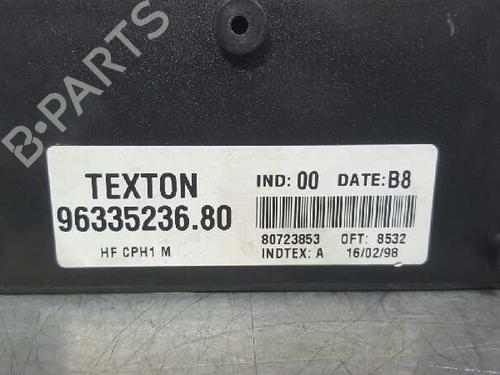 B-PARTS
TEXTON
96335236.80
HF CPH1 M
IND: 00 DATE: B8
80723853 OFT: 8532
INDTEX: A 16/02/98